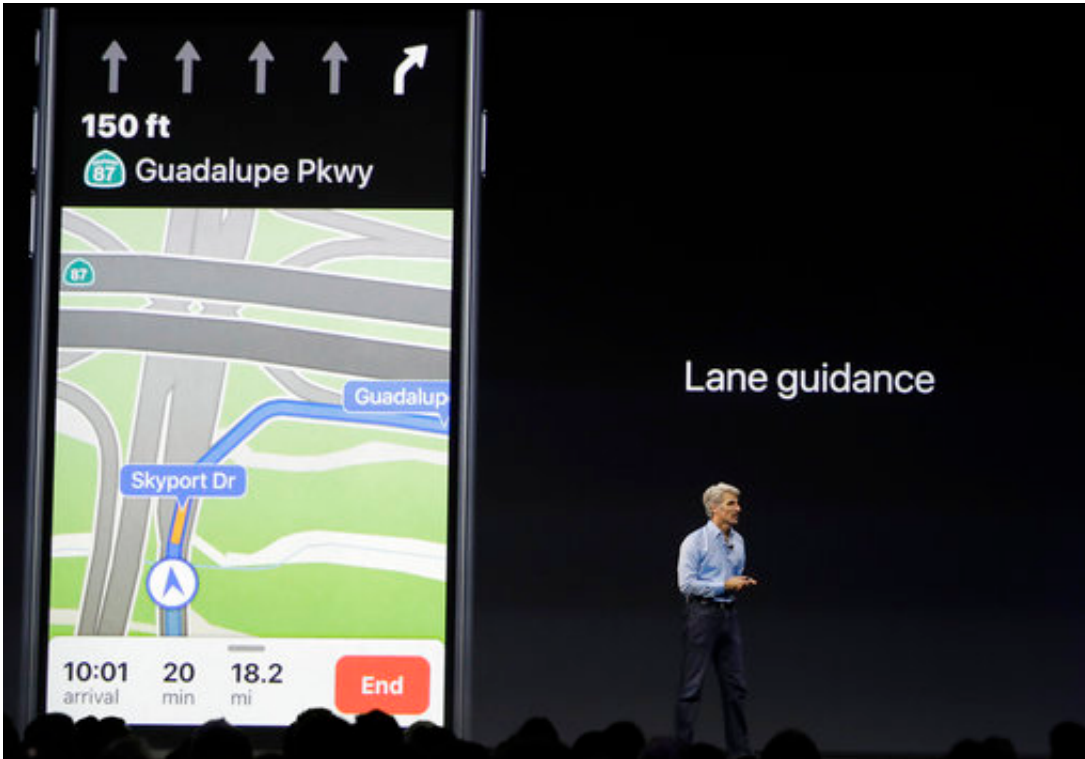 150 ft
87 Guadalupe Pkwy
87
Guadalup
Skyport Dr
10:01 20 18.2
arrival min mi
End
Lane guidance